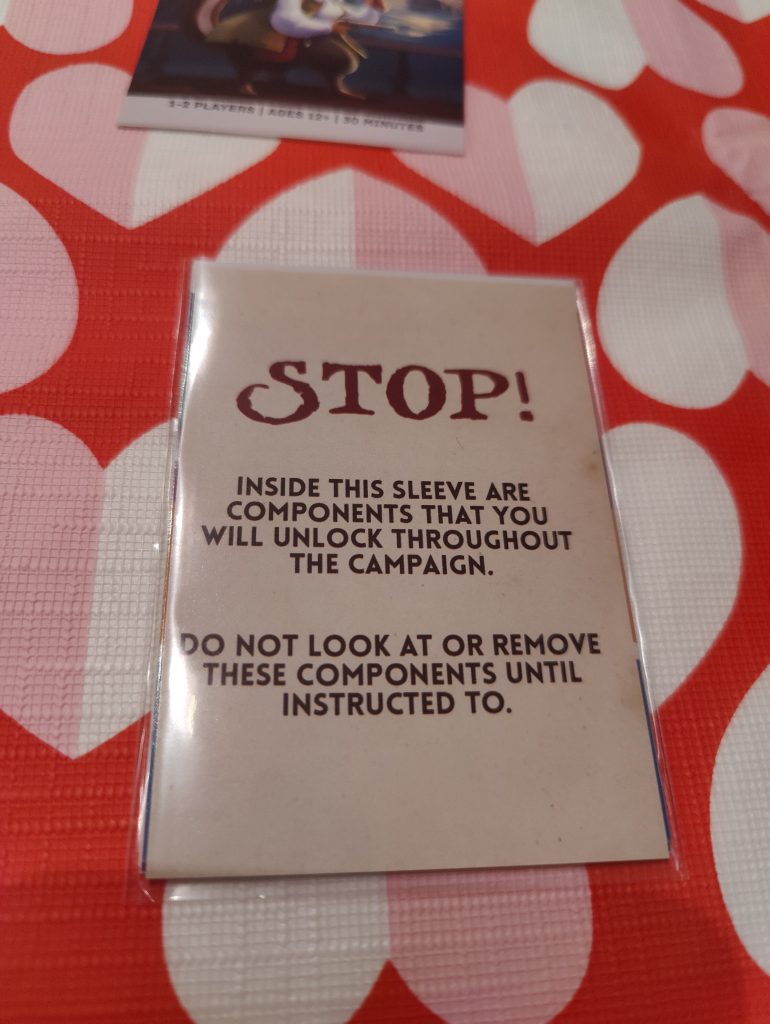 1-2 PLAYERS | AGES 12+ | 30 MINUTES
STOP!
INSIDE THIS SLEEVE ARE
COMPONENTS THAT YOU
WILL UNLOCK THROUGHOUT
THE CAMPAIGN.
DO NOT LOOK AT OR REMOVE
THESE COMPONENTS UNTIL
INSTRUCTED TO.